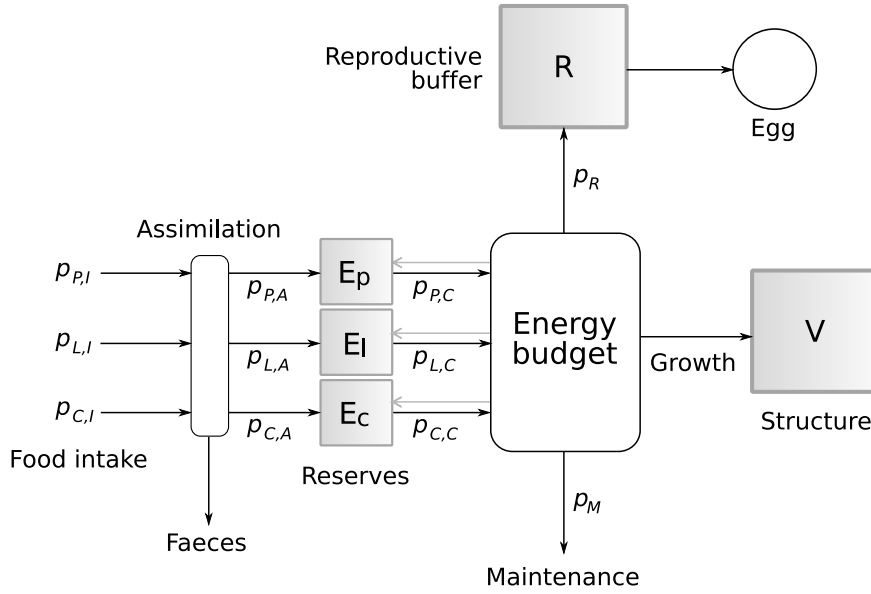 Reproductive
buffer
R
Egg
p_R
Assimilation
p_P,I
p_P,A
E_p
p_P,C
p_L,I
p_L,A
E_l
p_L,C
p_C,I
p_C,A
E_c
p_C,C
Energy
budget
Growth
V
Structure
Food intake
Reserves
Faeces
p_M
Maintenance